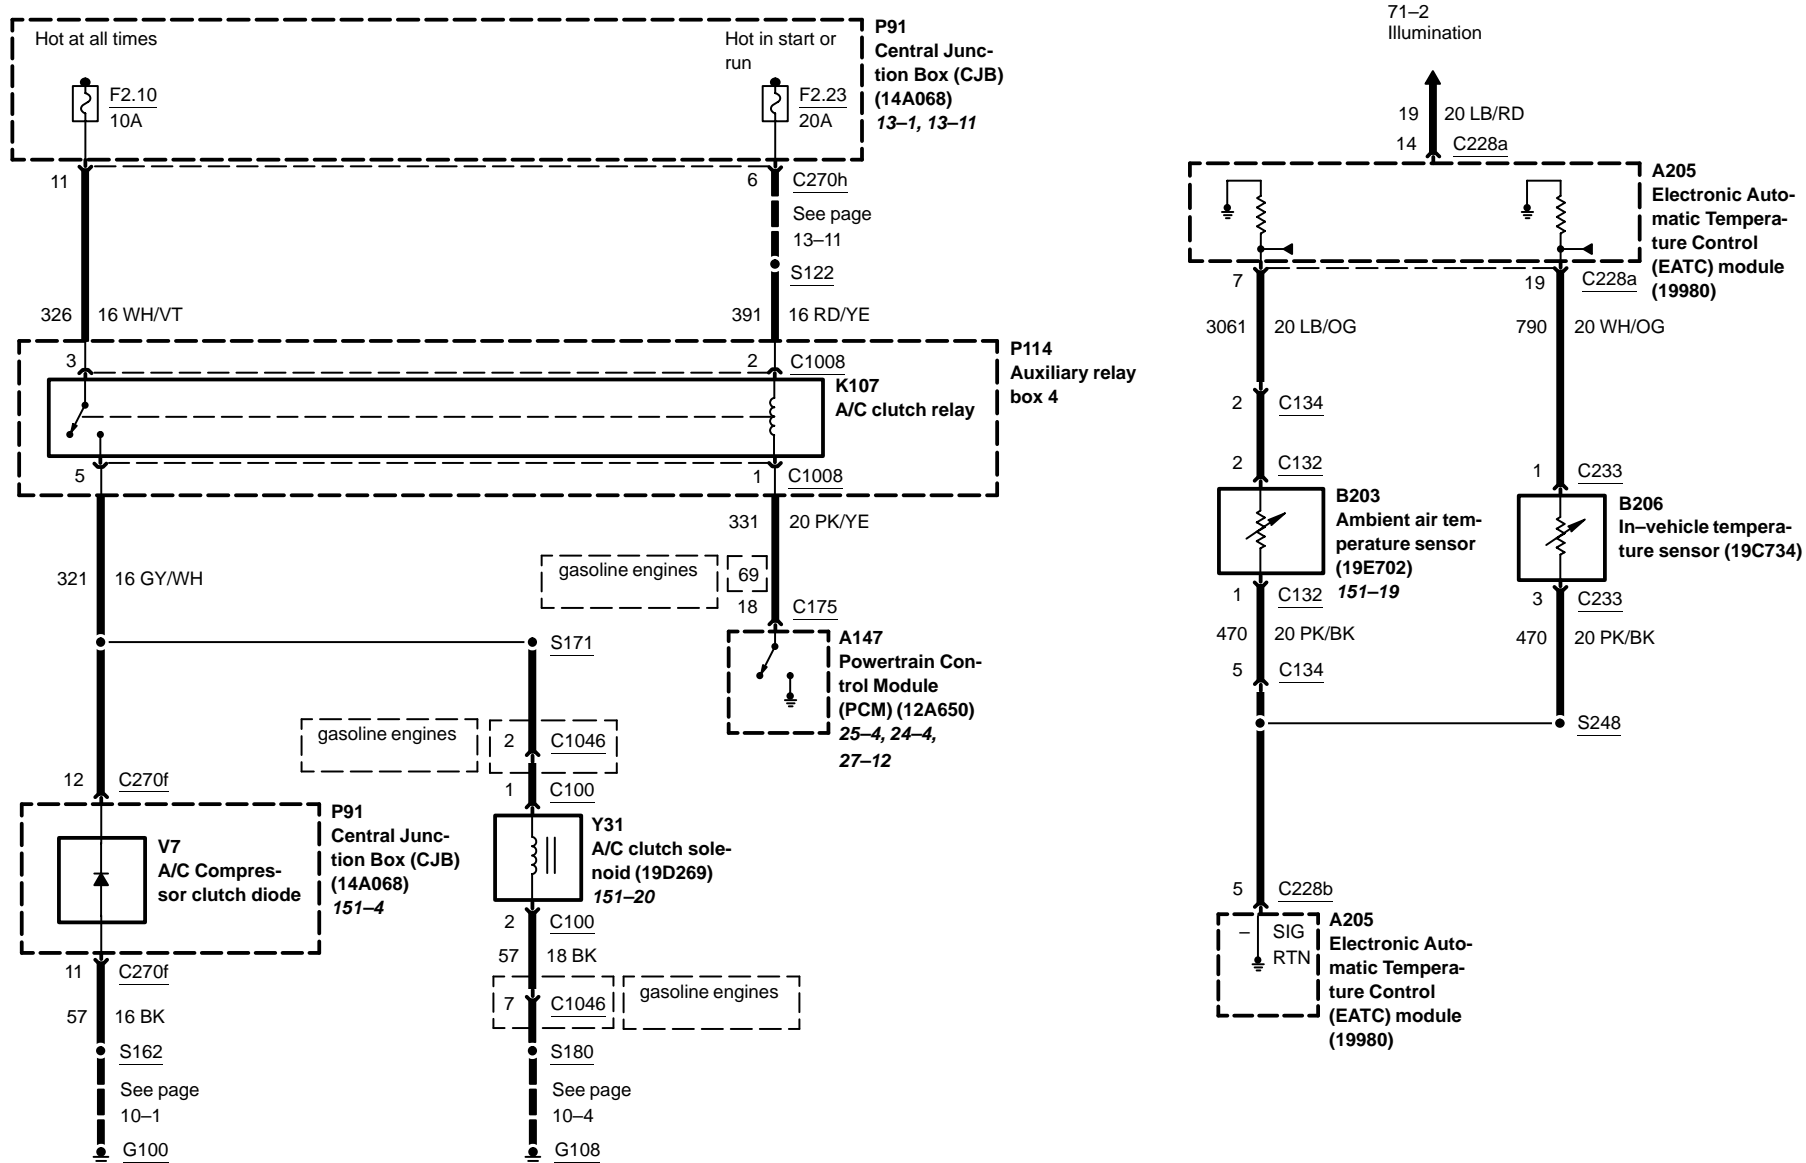 Hot at all times
F2.10
10A
Hot in start or
run
F2.23
20A
P91
Central Junc-
tion Box (CJB)
(14A068)
13–1, 13–11
11
6
C270h
See page
13–11
S122
326
16 WH/VT
391
16 RD/YE
3
2
C1008
K107
A/C clutch relay
P114
Auxiliary relay
box 4
5
1
C1008
331
20 PK/YE
321
16 GY/WH
gasoline engines
69
18
C175
S171
A147
Powertrain Con-
trol Module
(PCM) (12A650)
25–4, 24–4,
27–12
gasoline engines
2
C1046
12
C270f
1
C100
V7
A/C Compres-
sor clutch diode
P91
Central Junc-
tion Box (CJB)
(14A068)
151–4
Y31
A/C clutch sole-
noid (19D269)
151–20
11
C270f
2
C100
57
18 BK
57
16 BK
7
C1046
gasoline engines
S162
See page
10–1
G100
S180
See page
10–4
G108
71–2
Illumination
19
20 LB/RD
14
C228a
A205
Electronic Auto-
matic Tempera-
ture Control
(EATC) module
(19980)
7
19
C228a
3061
20 LB/OG
790
20 WH/OG
2
C134
2
C132
1
C233
B203
Ambient air tem-
perature sensor
(19E702)
151–19
B206
In–vehicle tempera-
ture sensor (19C734)
1
C132
3
C233
470
20 PK/BK
470
20 PK/BK
5
C134
S248
5
C228b
– SIG
RTN
A205
Electronic Auto-
matic Tempera-
ture Control
(EATC) module
(19980)